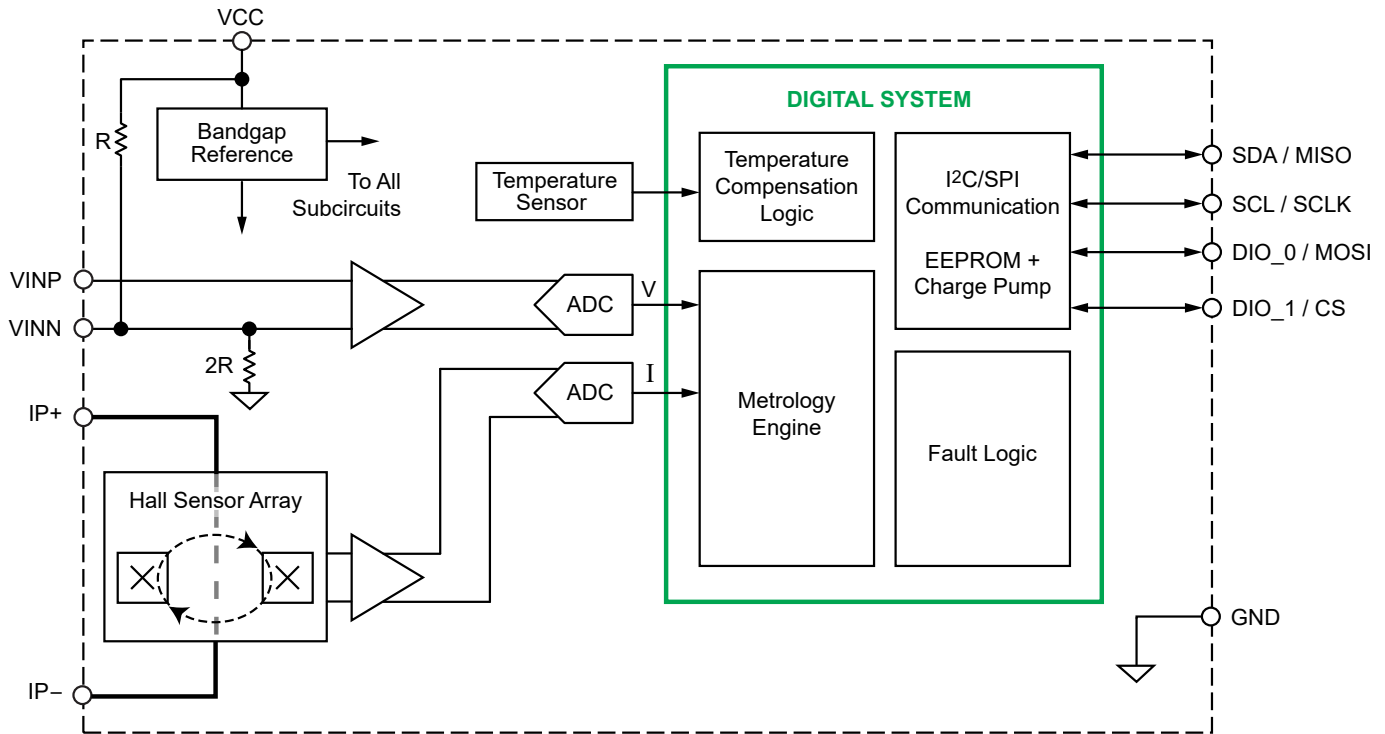 VCC
DIGITAL SYSTEM
R
Bandgap
Reference
To All
Subcircuits
Temperature
Sensor
Temperature
Compensation
Logic
I²C/SPI
Communication
EEPROM +
Charge Pump
SDA / MISO
SCL / SCLK
DIO_0 / MOSI
DIO_1 / CS
VINP
VINN
2R
ADC
V
ADC
I
Metrology
Engine
Fault Logic
IP+
Hall Sensor Array
IP–
GND